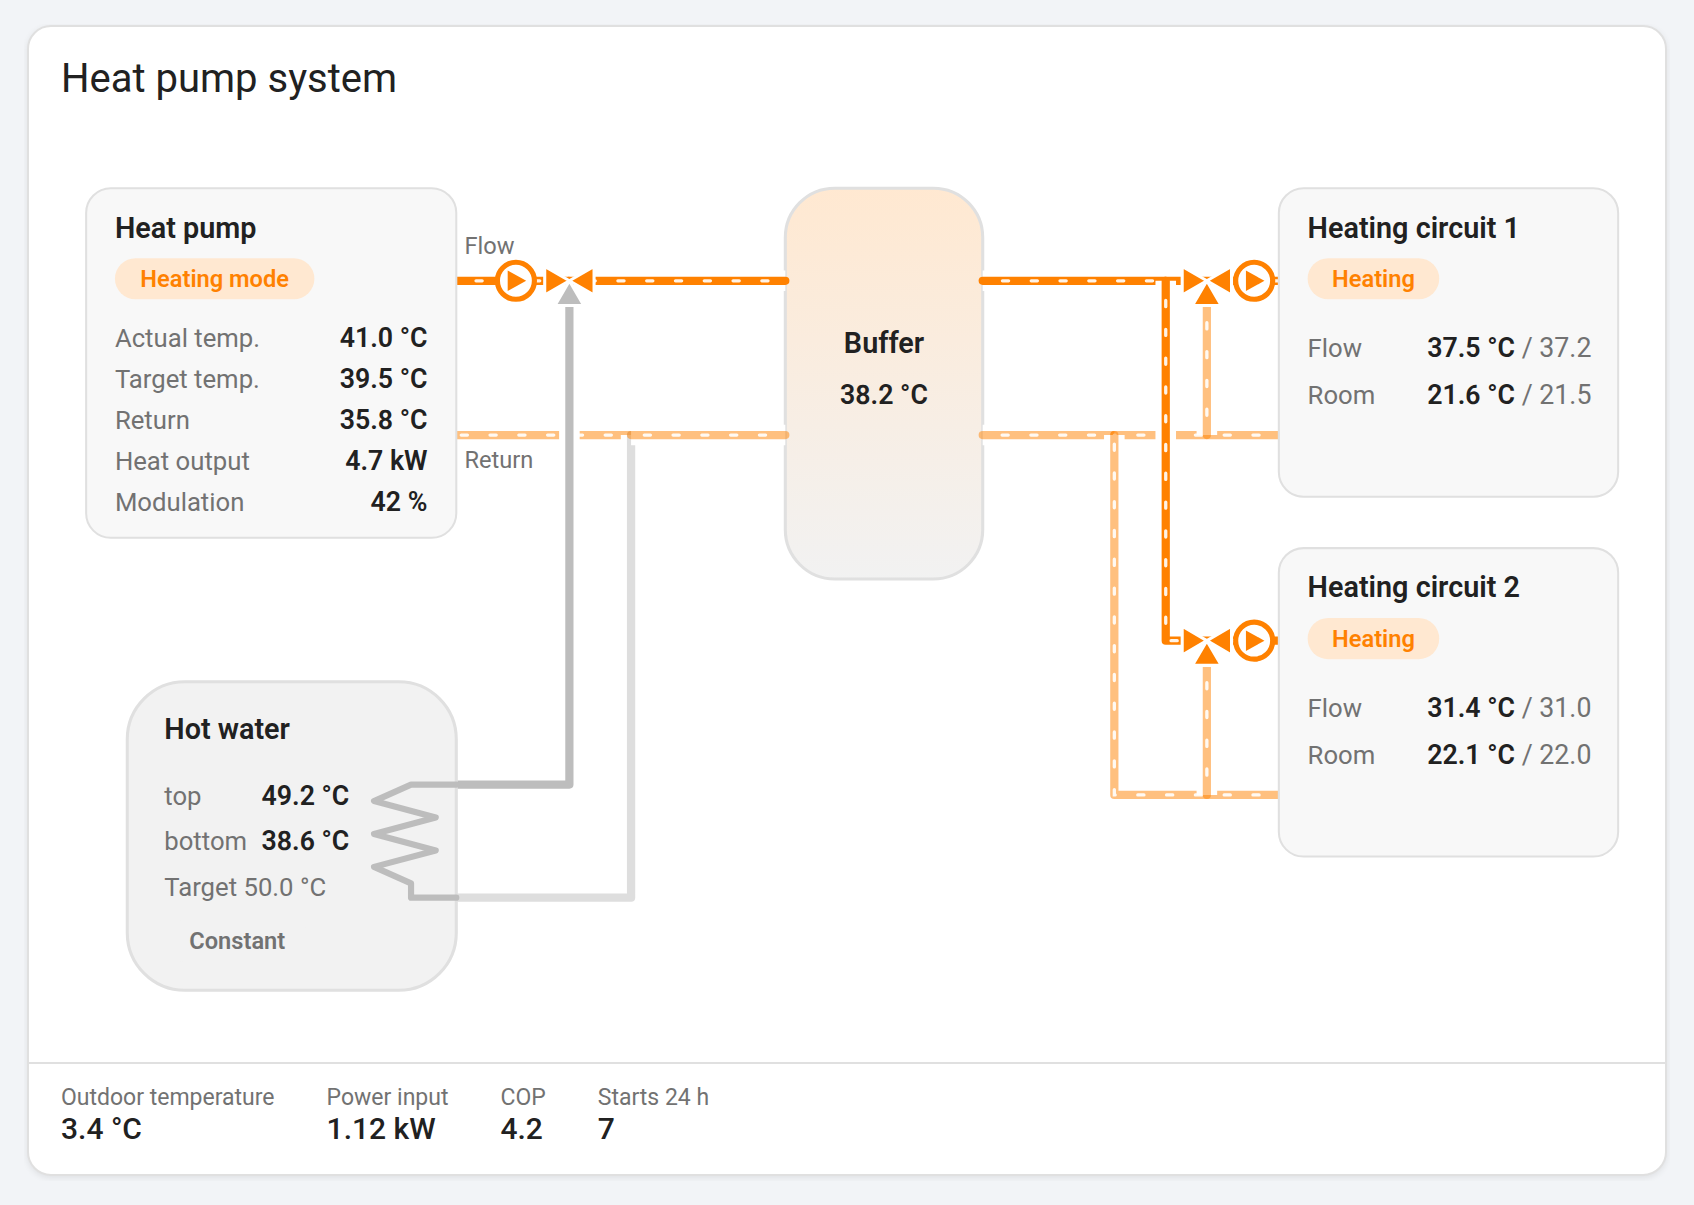 Heat pump system
Heat pump
Heating mode
Actual temp. 41.0 °C
Target temp. 39.5 °C
Return 35.8 °C
Heat output 4.7 kW
Modulation 42 %
Flow
Return
Buffer
38.2 °C
Heating circuit 1
Heating
Flow 37.5 °C / 37.2
Room 21.6 °C / 21.5
Heating circuit 2
Heating
Flow 31.4 °C / 31.0
Room 22.1 °C / 22.0
Hot water
top 49.2 °C
bottom 38.6 °C
Target 50.0 °C
Constant
Outdoor temperature
3.4 °C
Power input
1.12 kW
COP
4.2
Starts 24 h
7